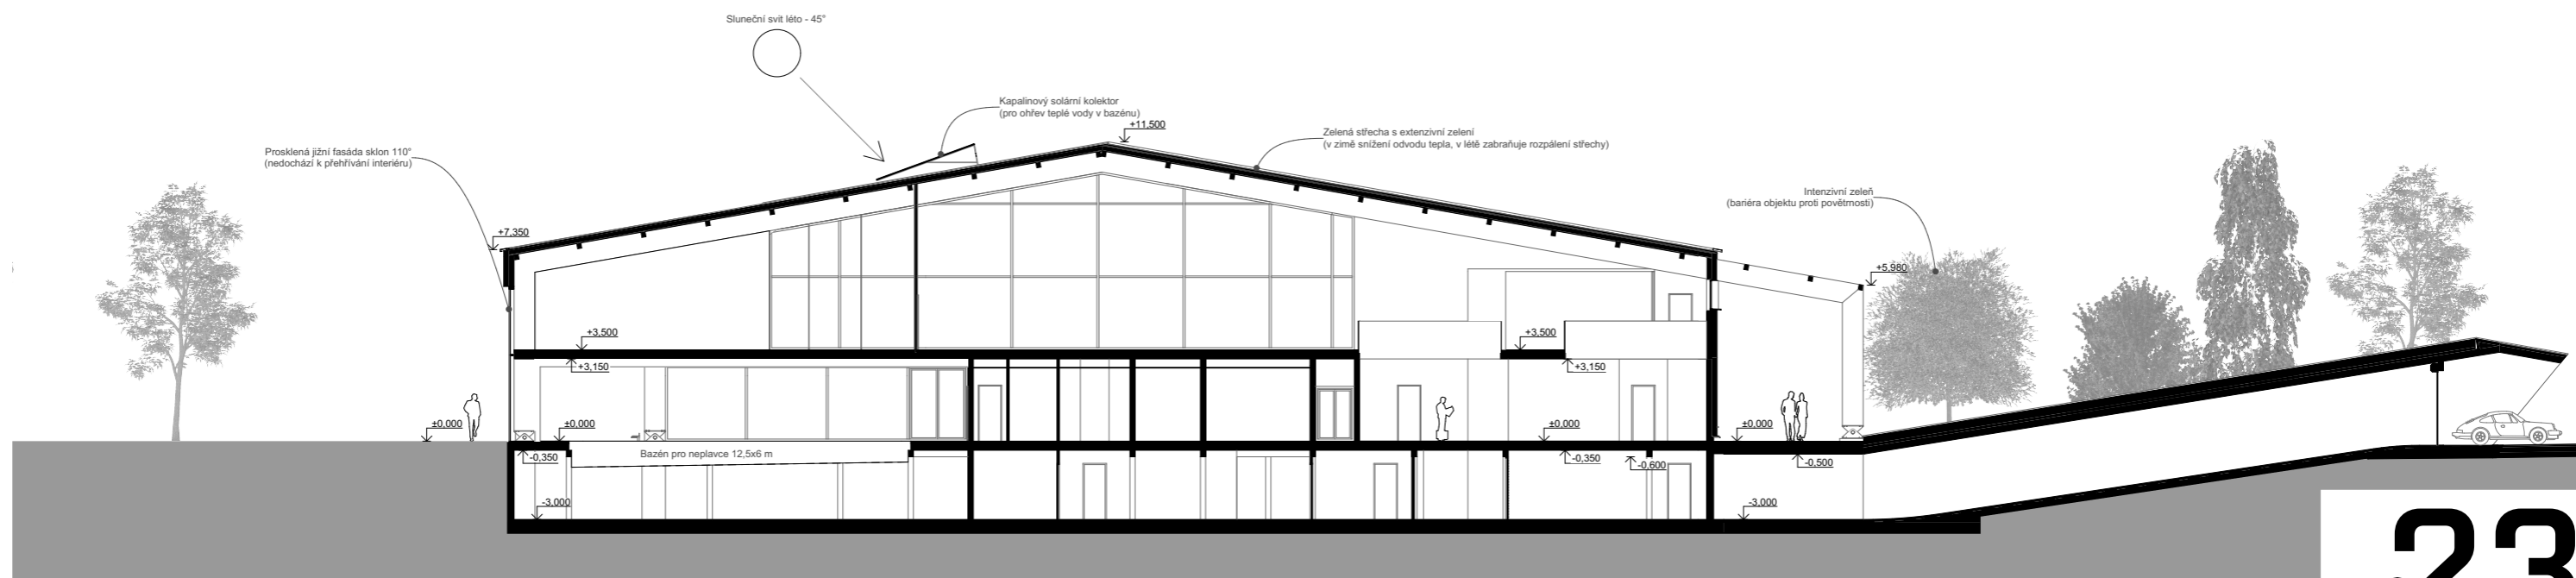 Sluneční svit léto - 45°
Kapalinový solární kolektor
(pro ohřev teplé vody v bazénu)
+11,500
Zelená střecha s extenzivní zelení
(v zimě snížení odvodu tepla, v létě zabraňuje rozpálení střechy)
Prosklená jižní fasáda sklon 110°
(nedochází k přehřívání interiéru)
Intenzivní zeleň
(bariéra objektu proti povětrnosti)
+7,350
+5,980
+3,500
+3,500
+3,150
+3,150
±0,000
±0,000
±0,000
±0,000
-0,350
Bazén pro neplavce 12,5x6 m
-0,350
-0,600
-0,500
-3,000
-3,000
23